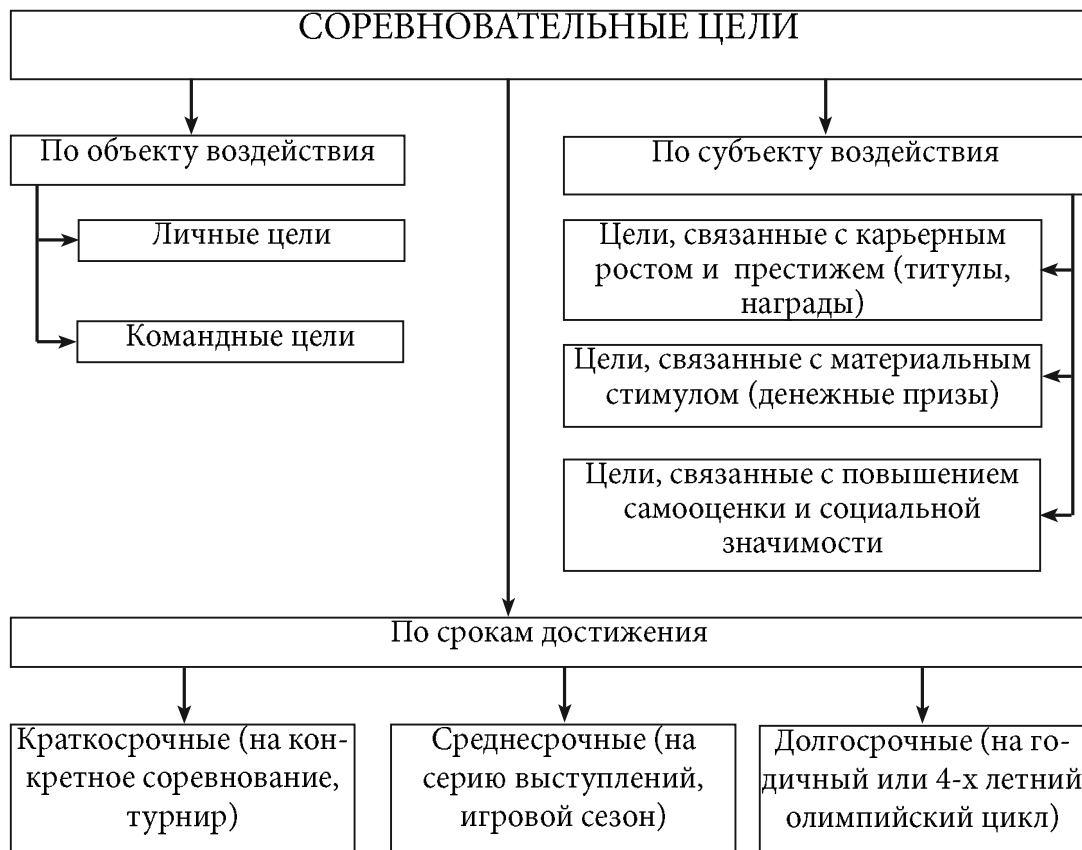 СОРЕВНОВАТЕЛЬНЫЕ ЦЕЛИ
По объекту воздействия
Личные цели
Командные цели
По субъекту воздействия
Цели, связанные с карьерным
ростом и престижем (титулы,
награды)
Цели, связанные с материальным
стимулом (денежные призы)
Цели, связанные с повышением
самооценки и социальной
значимости
По срокам достижения
Краткосрочные (на кон-
кретное соревнование,
турнир)
Среднесрочные (на
серию выступлений,
игровой сезон)
Долгосрочные (на го-
дичный или 4-х летний
олимпийский цикл)